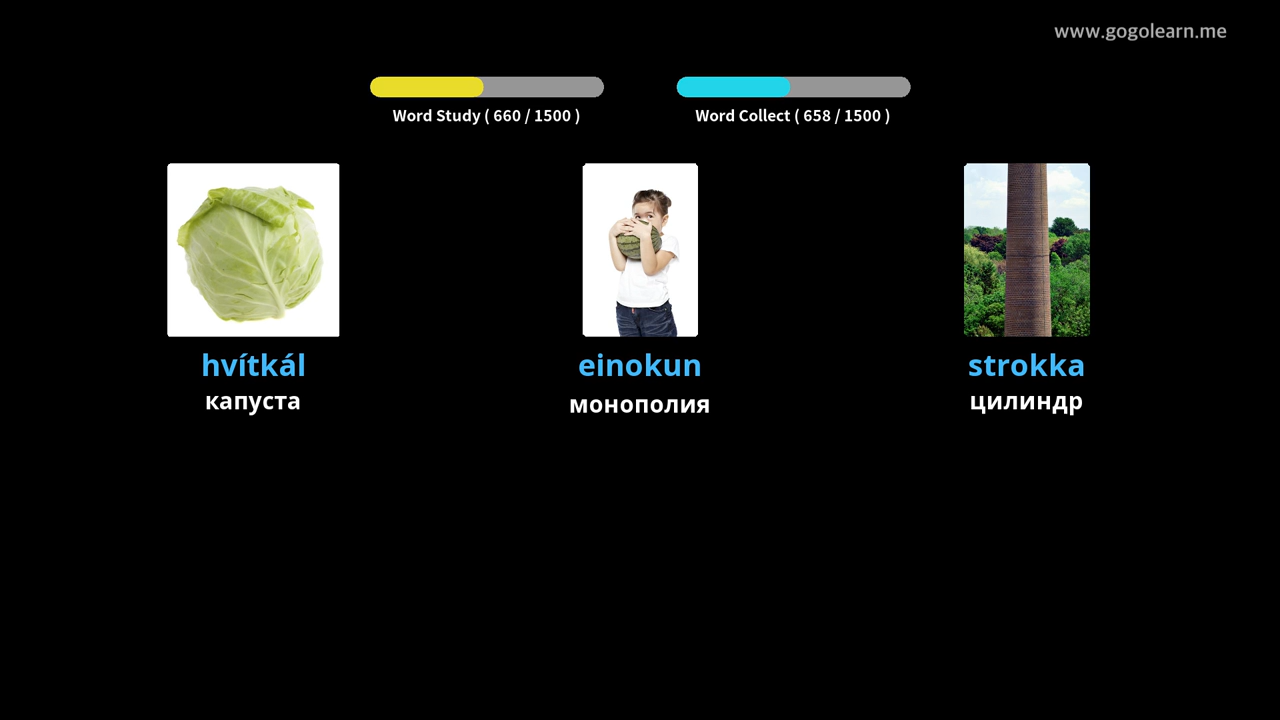 www.gogolearn.me
Word Study ( 660 / 1500 )
Word Collect ( 658 / 1500 )
hvítkál
einokun
strokka
капуста
монополия
цилиндр